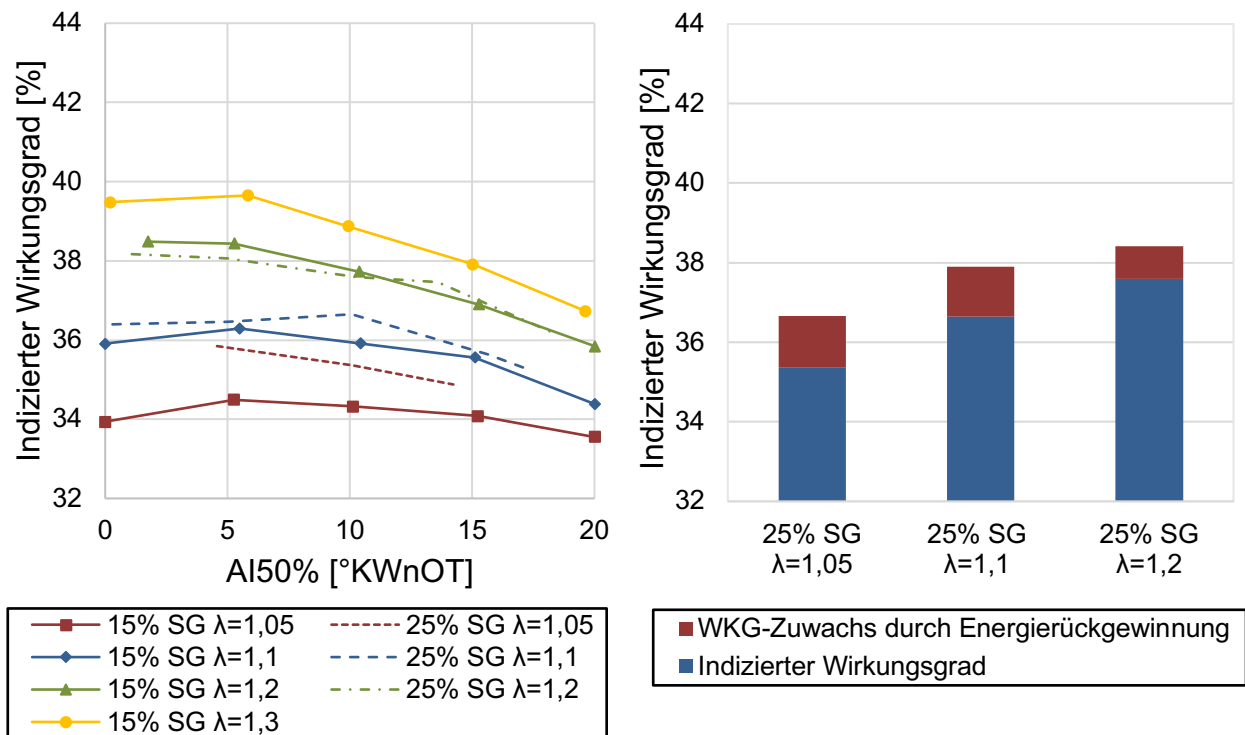 Indizierter Wirkungsgrad [%]
44
42
40
38
36
34
32
0 5 10 15 20
AI50% [°KWnOT]
15% SG λ=1,05 25% SG λ=1,05
15% SG λ=1,1 25% SG λ=1,1
15% SG λ=1,2 25% SG λ=1,2
15% SG λ=1,3
Indizierter Wirkungsgrad [%]
44
42
40
38
36
34
32
25% SG 25% SG 25% SG
λ=1,05 λ=1,1 λ=1,2
WKG-Zuwachs durch Energierückgewinnung
Indizierter Wirkungsgrad